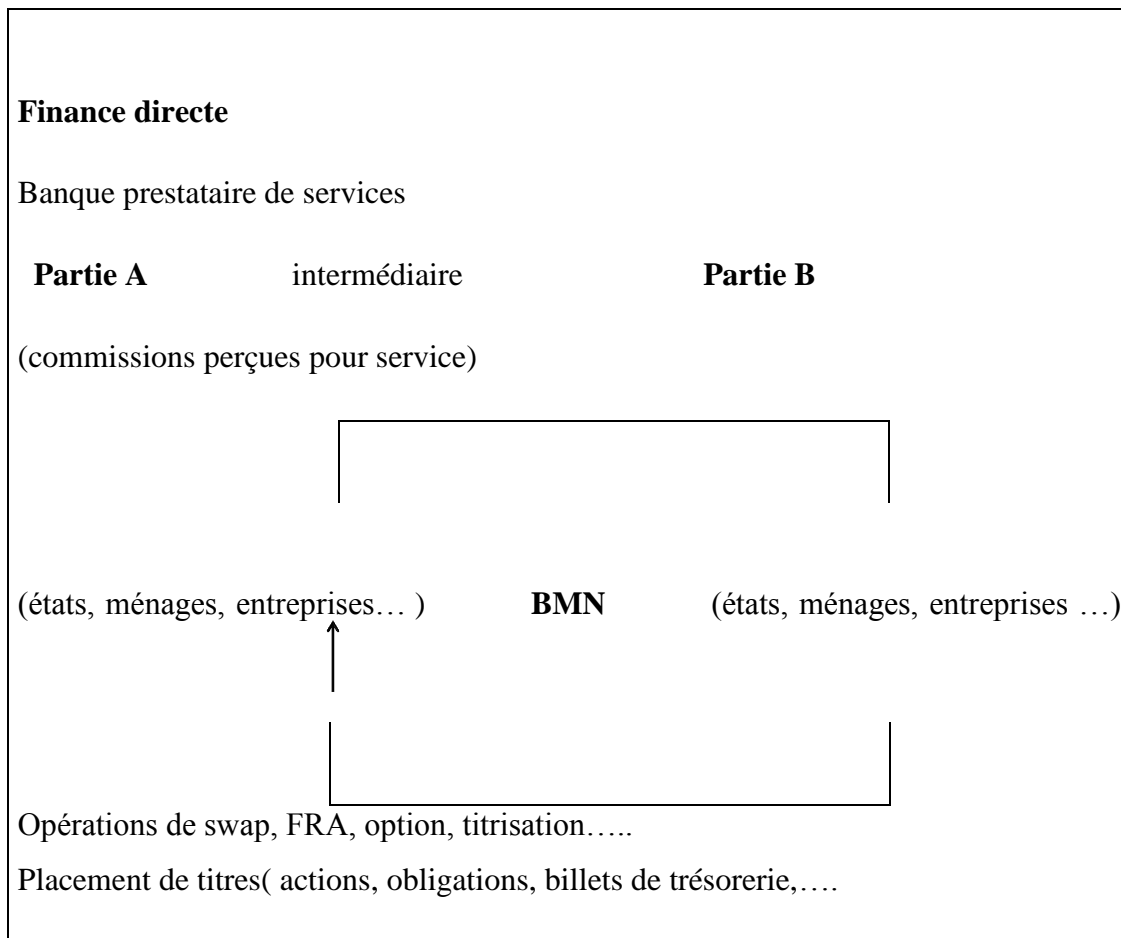 Finance directe
Banque prestataire de services
Partie A intermédiaire Partie B
(commissions perçues pour service)
(états, ménages, entreprises… ) BMN (états, ménages, entreprises …)
Opérations de swap, FRA, option, titrisation…..
Placement de titres( actions, obligations, billets de trésorerie,….